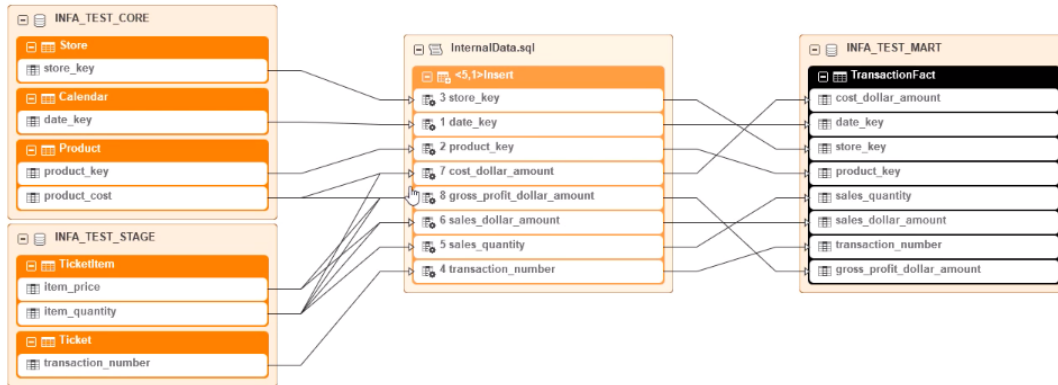 INFA_TEST_CORE
Store
store_key
Calendar
date_key
Product
product_key
product_cost
INFA_TEST_STAGE
TicketItem
item_price
item_quantity
Ticket
transaction_number
InternalData.sql
<5,1>Insert
3 store_key
1 date_key
2 product_key
7 cost_dollar_amount
8 gross_profit_dollar_amount
6 sales_dollar_amount
5 sales_quantity
4 transaction_number
INFA_TEST_MART
TransactionFact
cost_dollar_amount
date_key
store_key
product_key
sales_quantity
sales_dollar_amount
transaction_number
gross_profit_dollar_amount